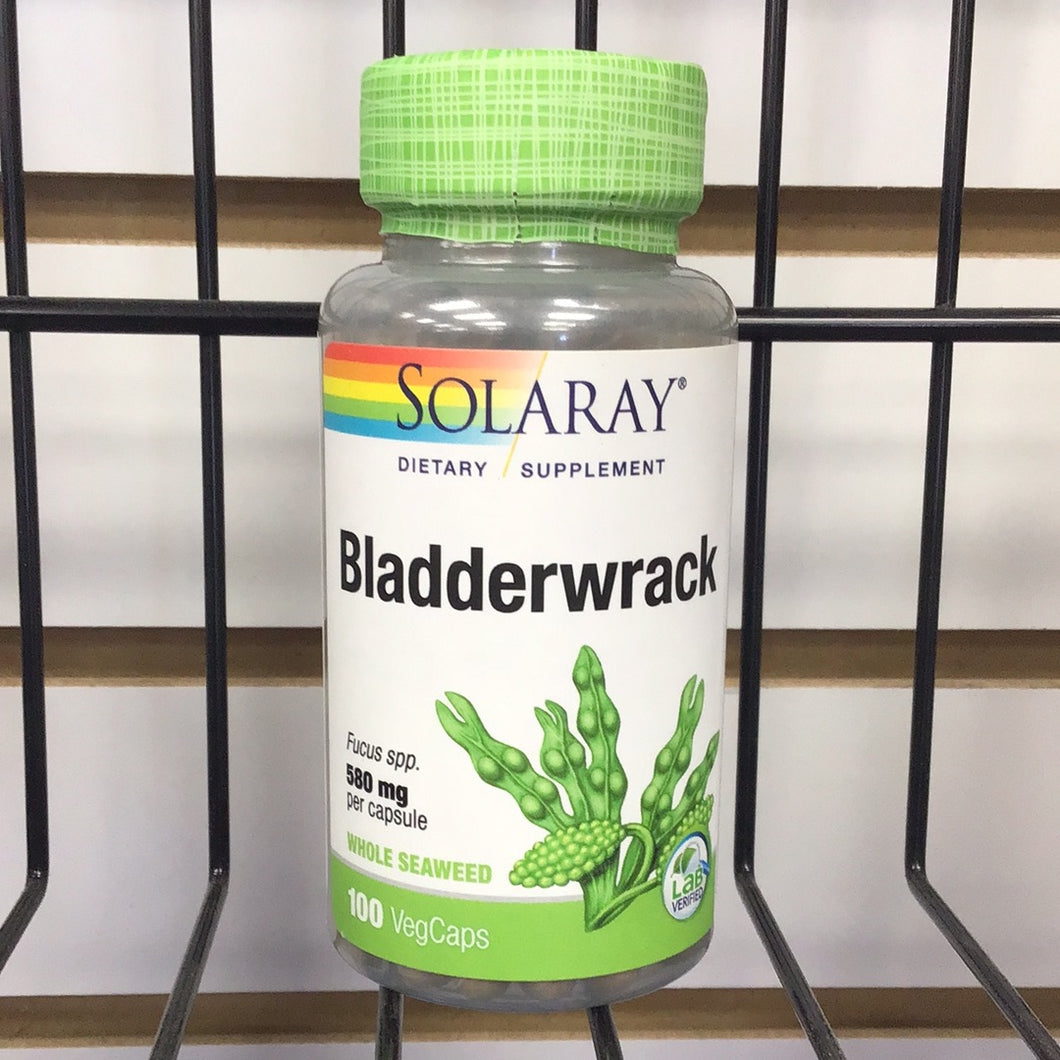 SOLARAY®
DIETARY SUPPLEMENT
Bladderwrack
Fucus spp.
580 mg
per capsule
WHOLE SEAWEED
100 VegCaps
LaB
VERIFIED